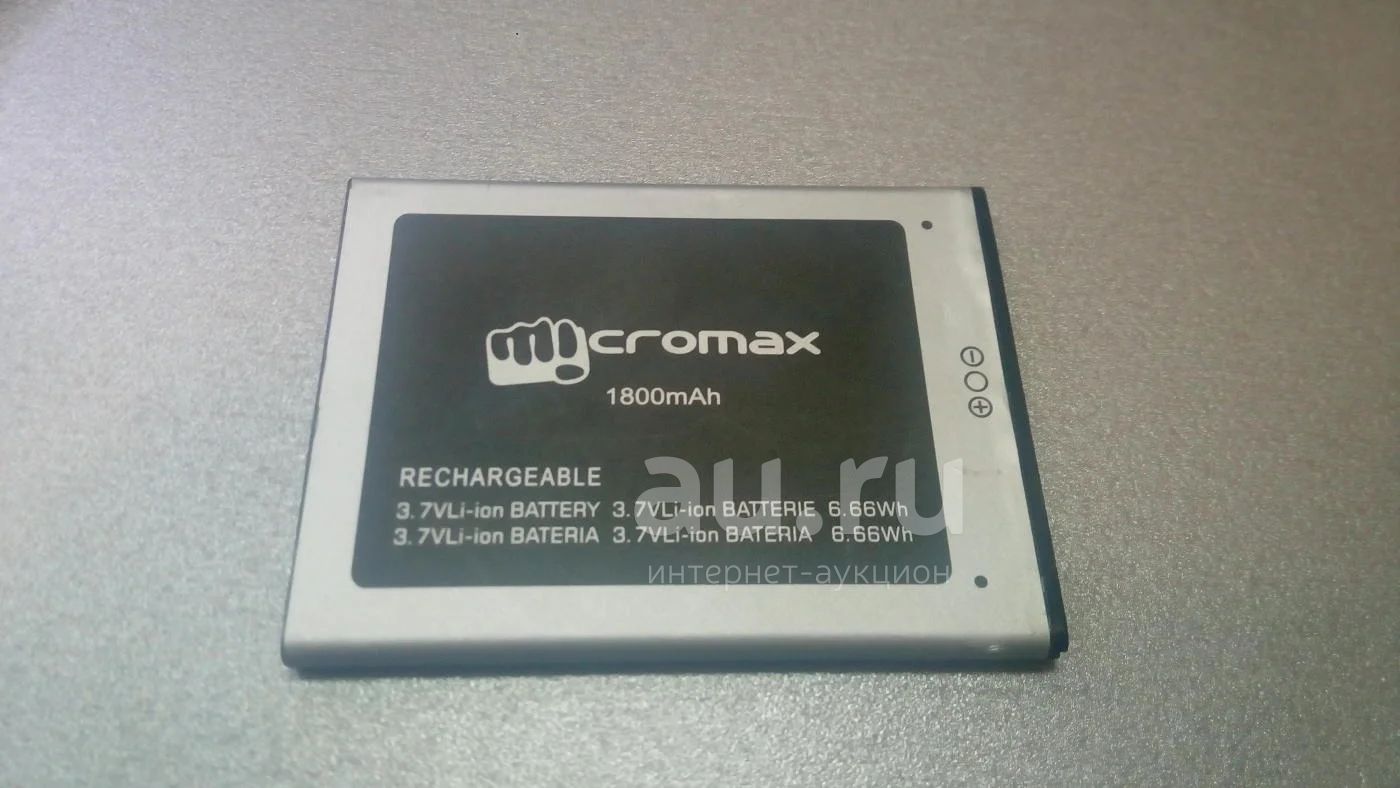 micromax
1800mAh
RECHARGEABLE
3.7VLi-ion BATTERY 3.7VLi-ion BATTERIE 6.66Wh
3.7VLi-ion BATERIA 3.7VLi-ion BATERIA 6.66Wh
au.ru
интернет-аукцион